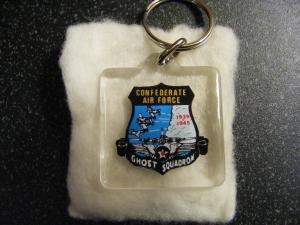 CONFEDERATE
AIR FORCE
1939
1945
GHOST SQUADRON